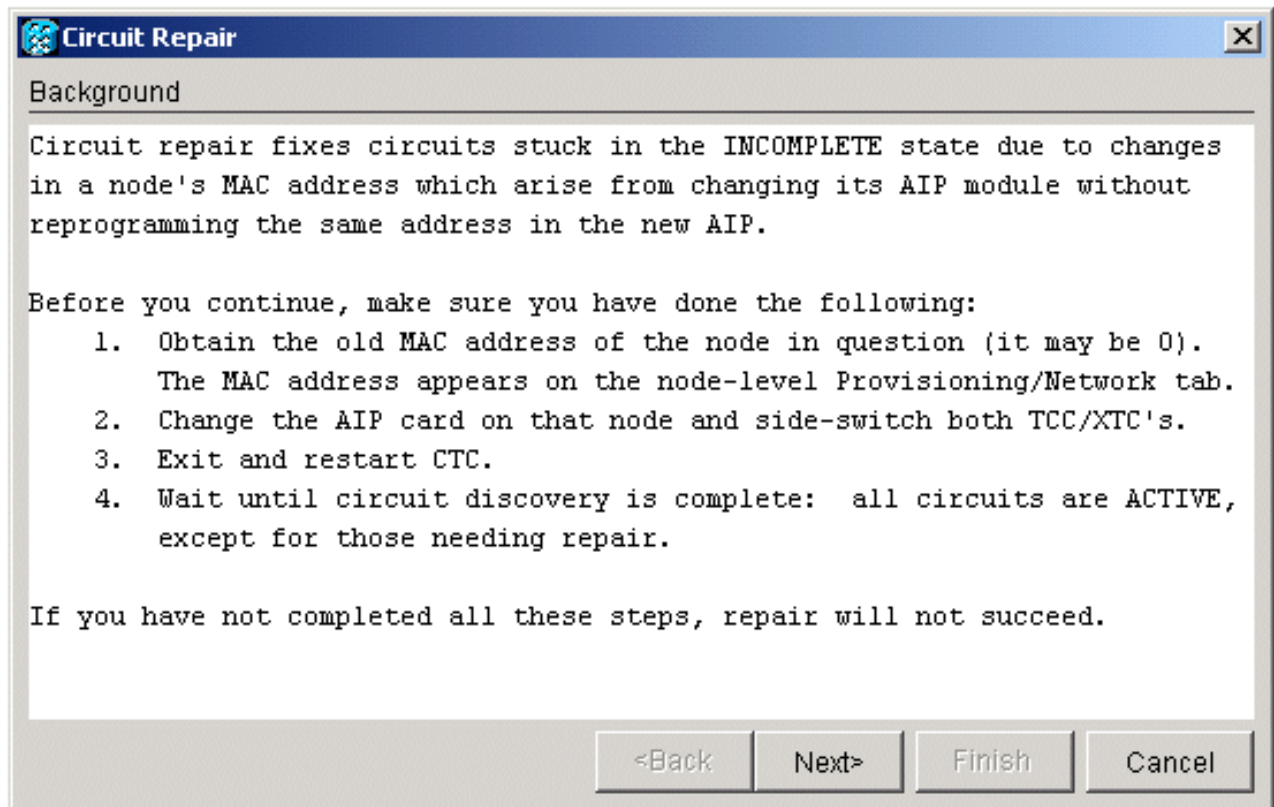 Circuit Repair
Background
Circuit repair fixes circuits stuck in the INCOMPLETE state due to changes
in a node's MAC address which arise from changing its AIP module without
reprogramming the same address in the new AIP.
Before you continue, make sure you have done the following:
1. Obtain the old MAC address of the node in question (it may be 0).
The MAC address appears on the node-level Provisioning/Network tab.
2. Change the AIP card on that node and side-switch both TCC/XTC's.
3. Exit and restart CTC.
4. Wait until circuit discovery is complete: all circuits are ACTIVE,
except for those needing repair.
If you have not completed all these steps, repair will not succeed.
<Back Next> Finish Cancel